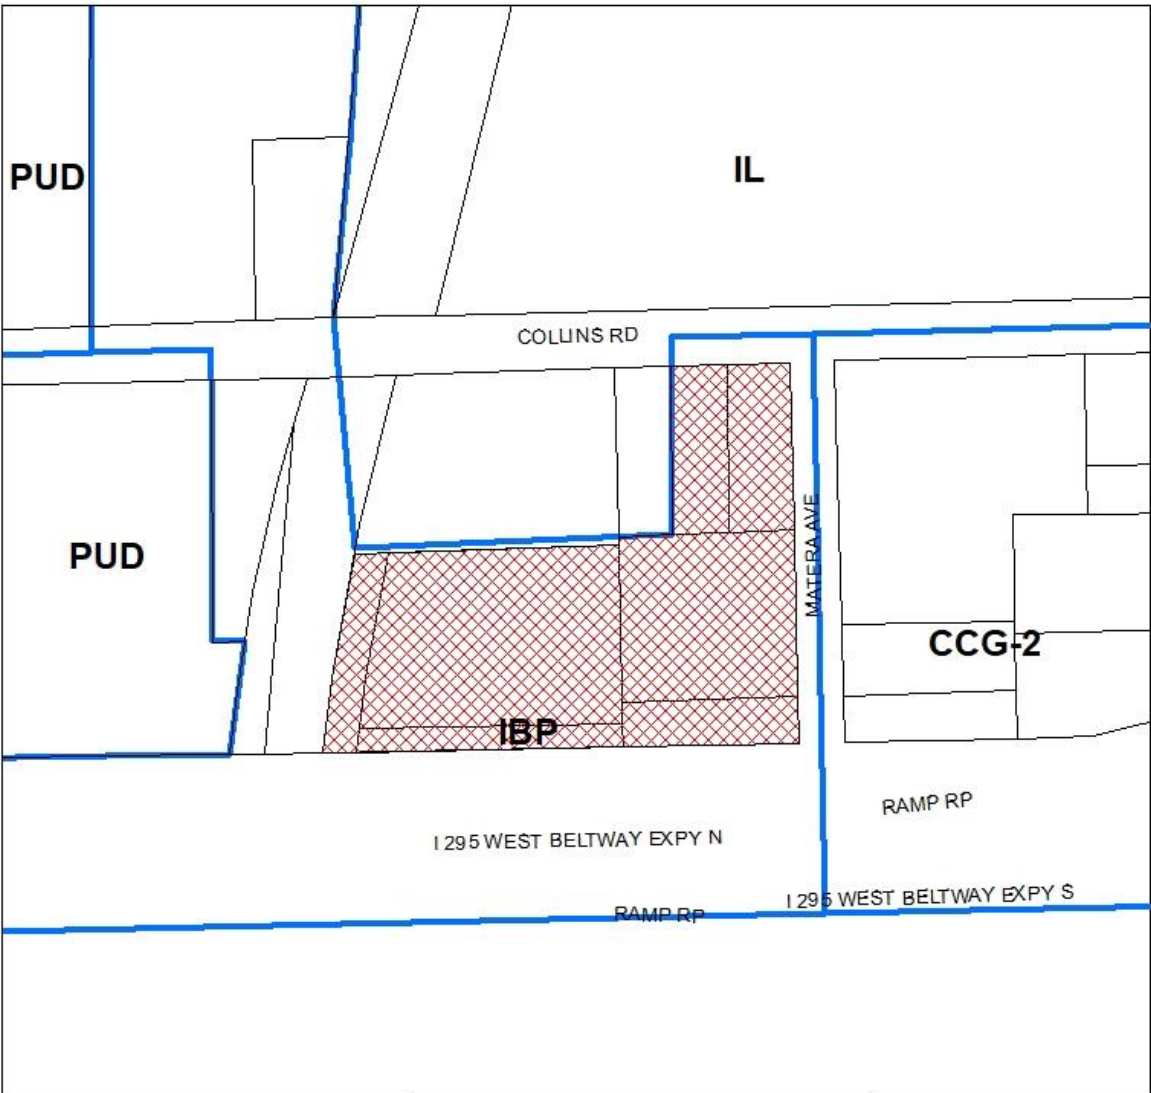 PUD
IL
COLLINS RD
PUD
MATERA AVE
CCG-2
IBP
RAMP RP
I 295 WEST BELTWAY EXPY N
I 295 WEST BELTWAY EXPY S
RAMP RP